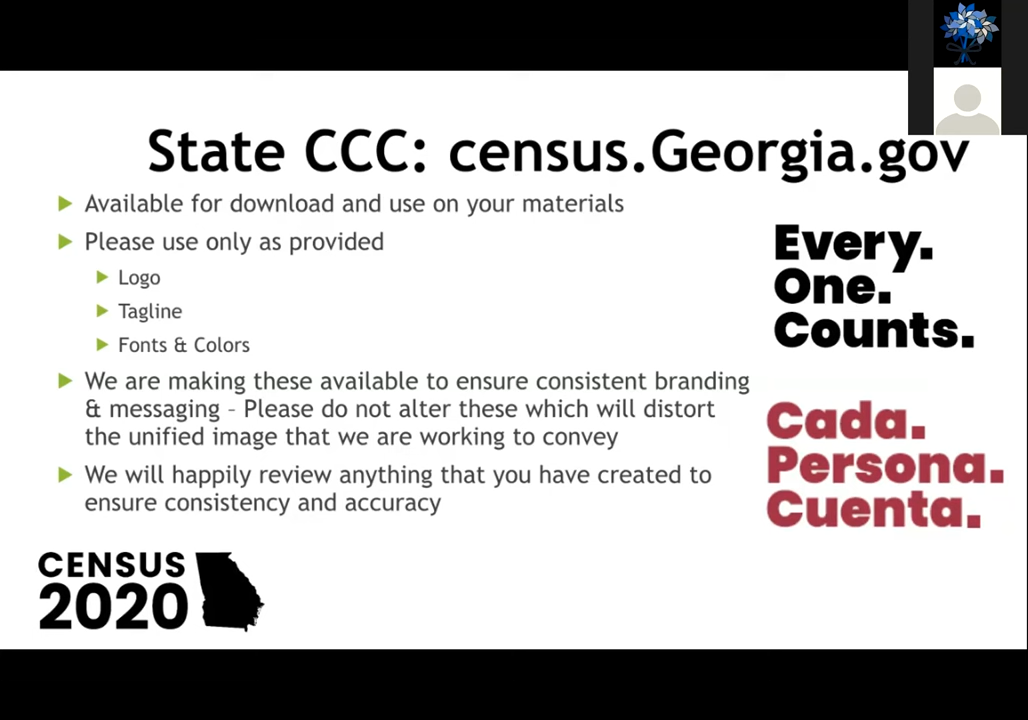 State CCC: census.Georgia.gov
Available for download and use on your materials
Please use only as provided
Logo
Tagline
Fonts & Colors
We are making these available to ensure consistent branding
& messaging – Please do not alter these which will distort
the unified image that we are working to convey
We will happily review anything that you have created to
ensure consistency and accuracy
Every.
One.
Counts.
Cada.
Persona.
Cuenta.
CENSUS
2020